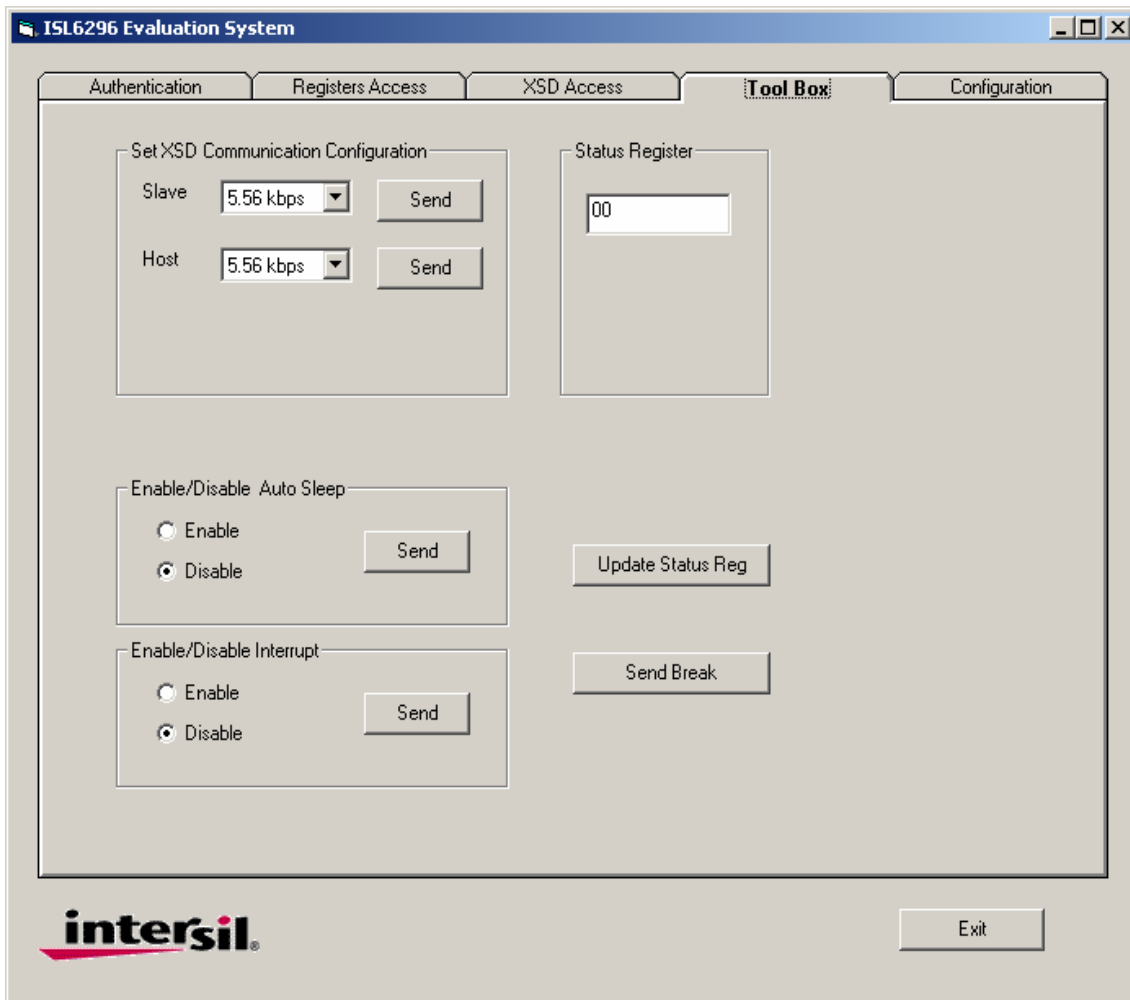 ISL6296 Evaluation System
Authentication
Registers Access
XSD Access
Tool Box
Configuration
Set XSD Communication Configuration
Slave
5.56 kbps
Send
Host
5.56 kbps
Send
Status Register
00
Enable/Disable Auto Sleep
Enable
Disable
Send
Update Status Reg
Enable/Disable Interrupt
Enable
Disable
Send
Send Break
intersil®
Exit